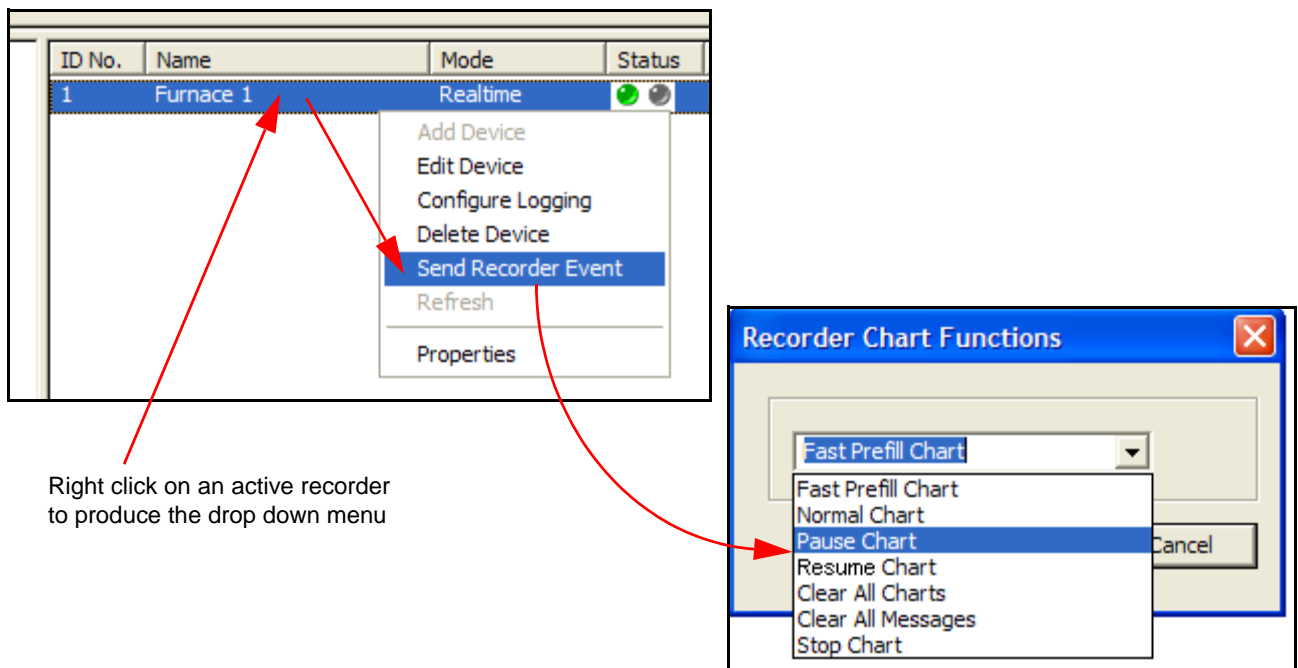 ID No. Name Mode Status
1 Furnace 1 Realtime
Add Device
Edit Device
Configure Logging
Delete Device
Send Recorder Event
Refresh
Properties
Right click on an active recorder
to produce the drop down menu
Recorder Chart Functions
Fast Prefill Chart
Fast Prefill Chart
Normal Chart
Pause Chart
Cancel
Resume Chart
Clear All Charts
Clear All Messages
Stop Chart